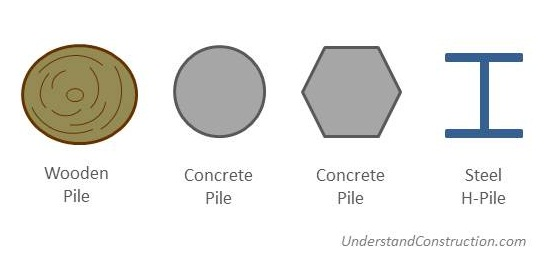 Wooden
Pile
Concrete
Pile
Concrete
Pile
Steel
H-Pile
UnderstandConstruction.com